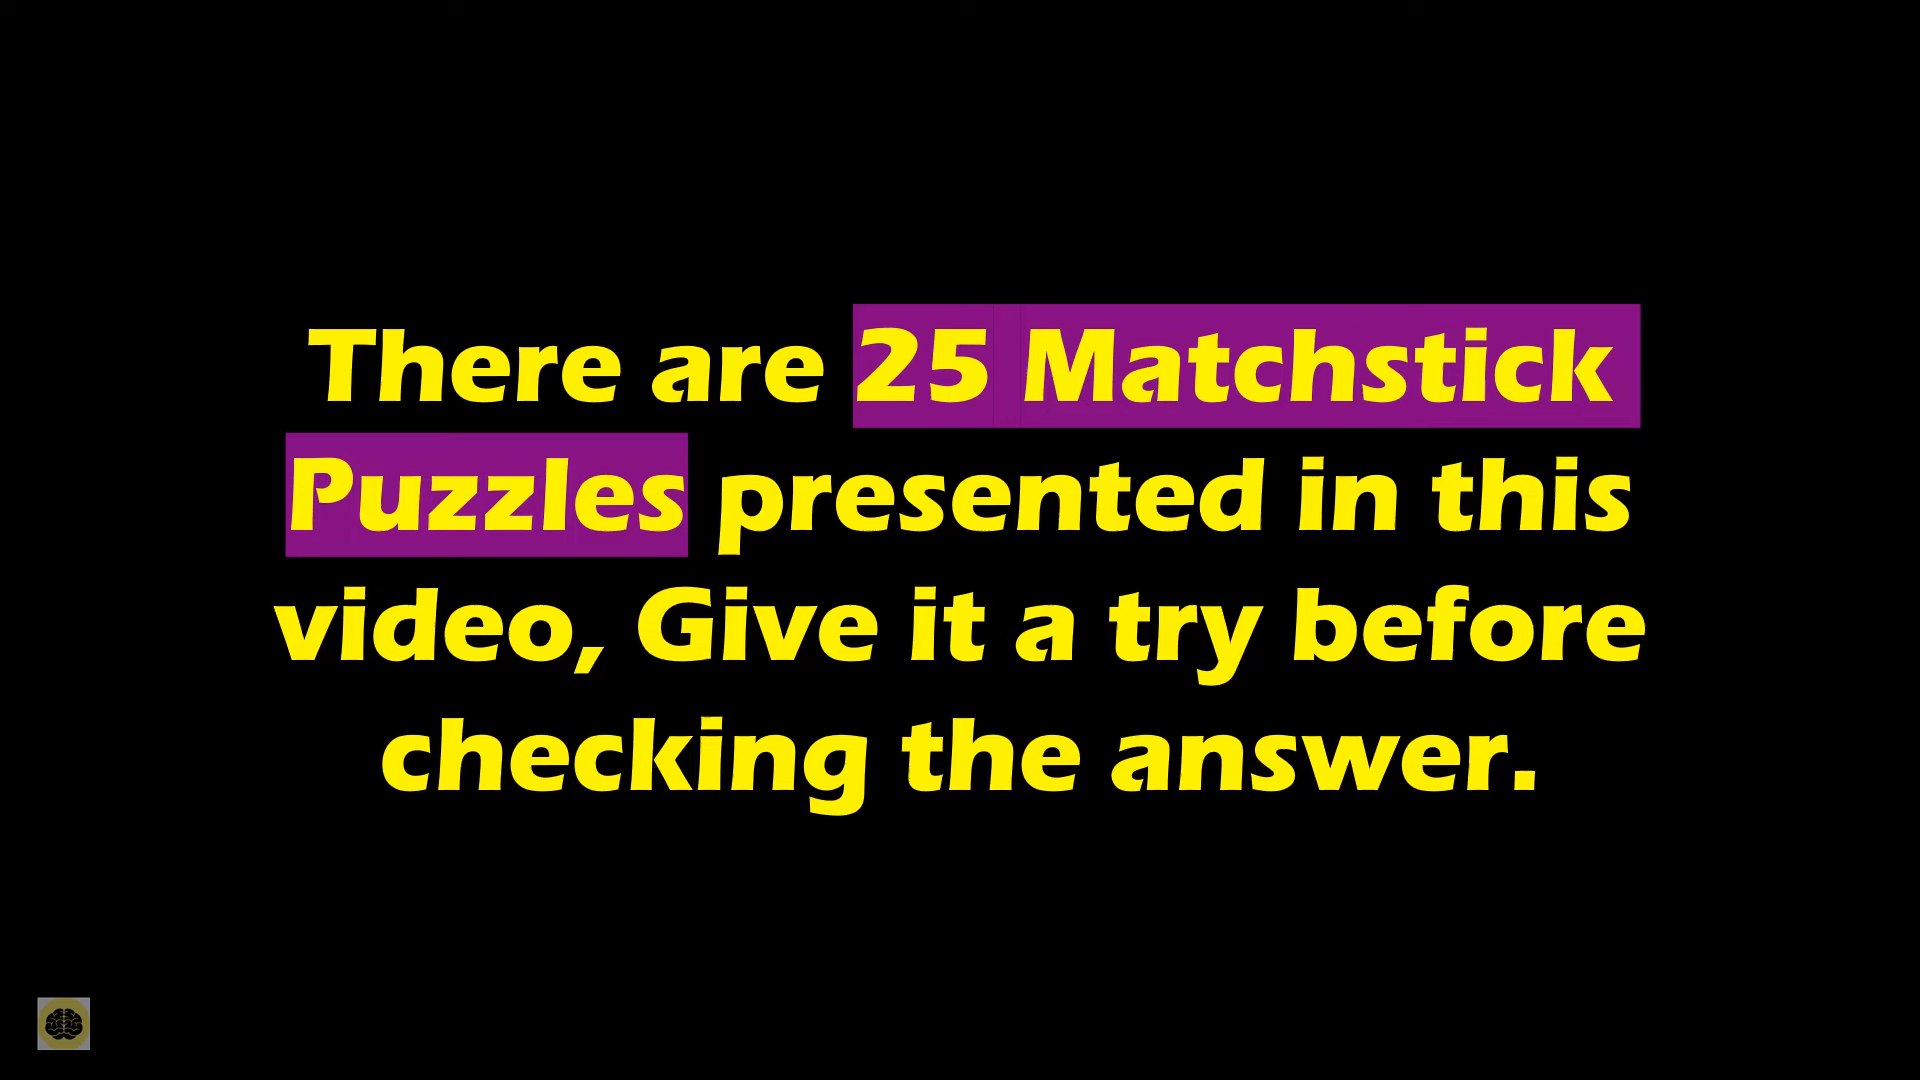 There are 25 Matchstick
Puzzles presented in this
video, Give it a try before
checking the answer.